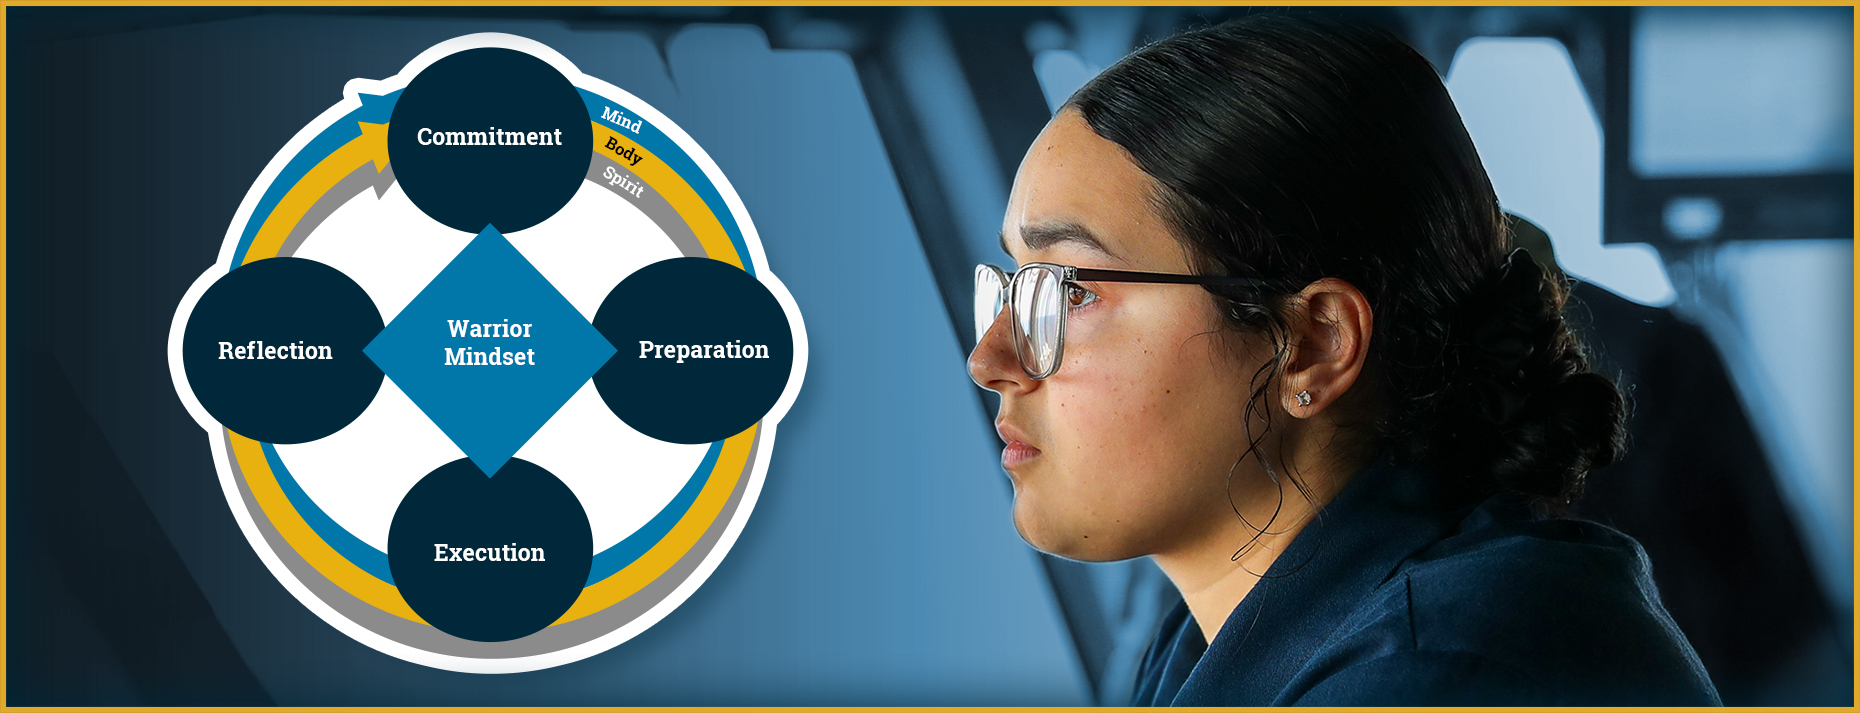 Commitment
Mind
Body
Spirit
Reflection
Warrior
Mindset
Preparation
Execution